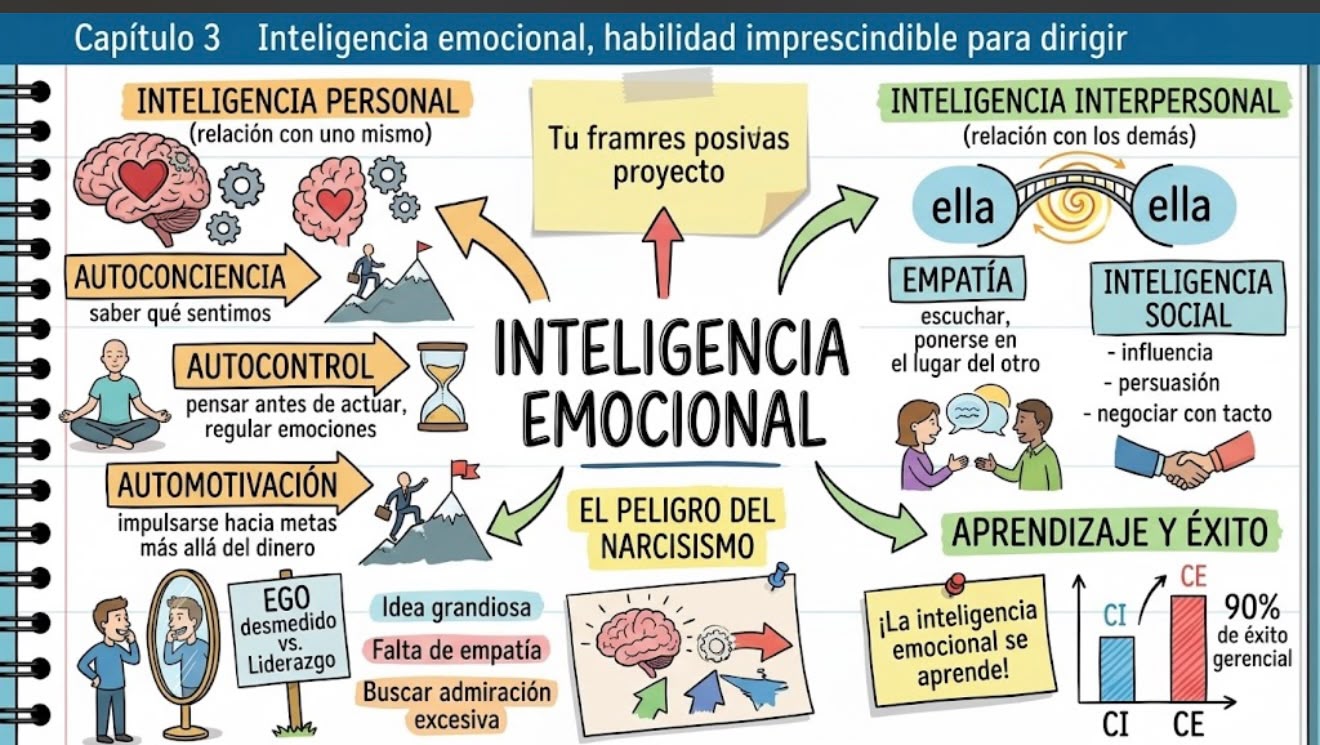 Capítulo 3 Inteligencia emocional, habilidad imprescindible para dirigir
INTELIGENCIA PERSONAL
(relación con uno mismo)
AUTOCONCIENCIA
saber qué sentimos
AUTOCONTROL
pensar antes de actuar,
regular emociones
AUTOMOTIVACIÓN
impulsarse hacia metas
más allá del dinero
Tu framres posivas
proyecto
INTELIGENCIA
EMOCIONAL
INTELIGENCIA INTERPERSONAL
(relación con los demás)
ella
ella
EMPATÍA
escuchar,
ponerse en
el lugar del otro
INTELIGENCIA
SOCIAL
- influencia
- persuasión
- negociar con tacto
EGO
desmedido
vs.
Liderazgo
Idea grandiosa
Falta de empatía
Buscar admiración
excesiva
EL PELIGRO DEL
NARCISISMO
APRENDIZAJE Y ÉXITO
¡La inteligencia
emocional se
aprende!
CI
CE
90%
de éxito
gerencial
CI
CE